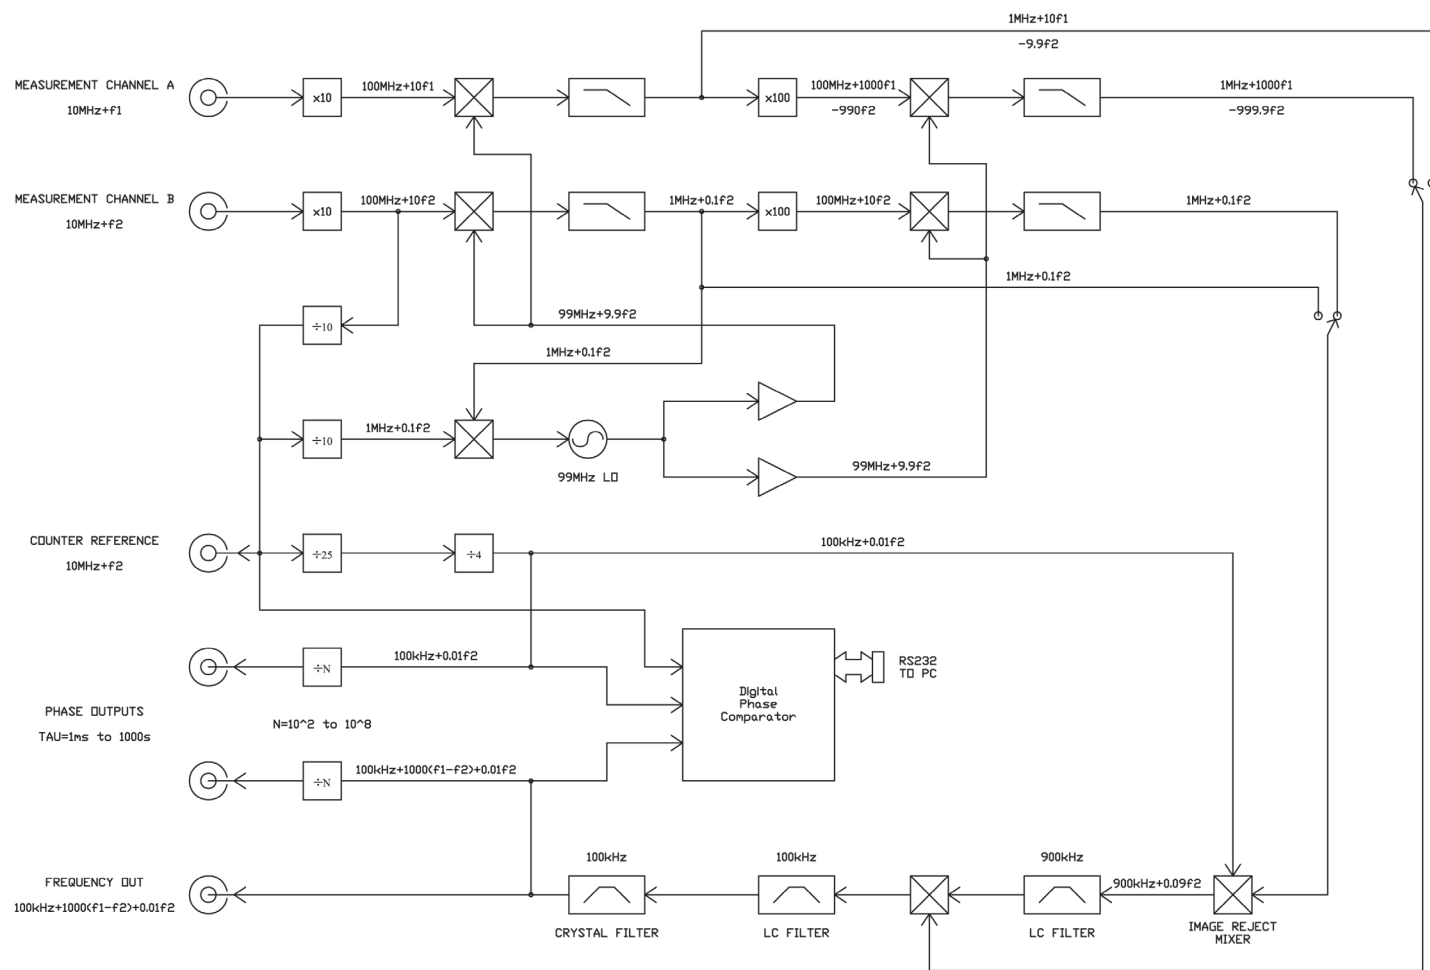 1MHz+10f1
-9.9f2
MEASUREMENT CHANNEL A
10MHz+f1
x10
100MHz+10f1
x100
100MHz+1000f1
-990f2
1MHz+1000f1
-999.9f2
MEASUREMENT CHANNEL B
10MHz+f2
x10
100MHz+10f2
1MHz+0.1f2
x100
100MHz+10f2
1MHz+0.1f2
1MHz+0.1f2
÷10
99MHz+9.9f2
1MHz+0.1f2
÷10
1MHz+0.1f2
99MHz LO
99MHz+9.9f2
COUNTER REFERENCE
10MHz+f2
÷25
÷4
100kHz+0.01f2
÷N
100kHz+0.01f2
Digital
Phase
Comparator
RS232
TO PC
PHASE OUTPUTS
TAU=1ms to 1000s
N=10^2 to 10^8
÷N
100kHz+1000(f1-f2)+0.01f2
FREQUENCY OUT
100kHz+1000(f1-f2)+0.01f2
100kHz
CRYSTAL FILTER
100kHz
LC FILTER
900kHz
LC FILTER
900kHz+0.09f2
IMAGE REJECT
MIXER